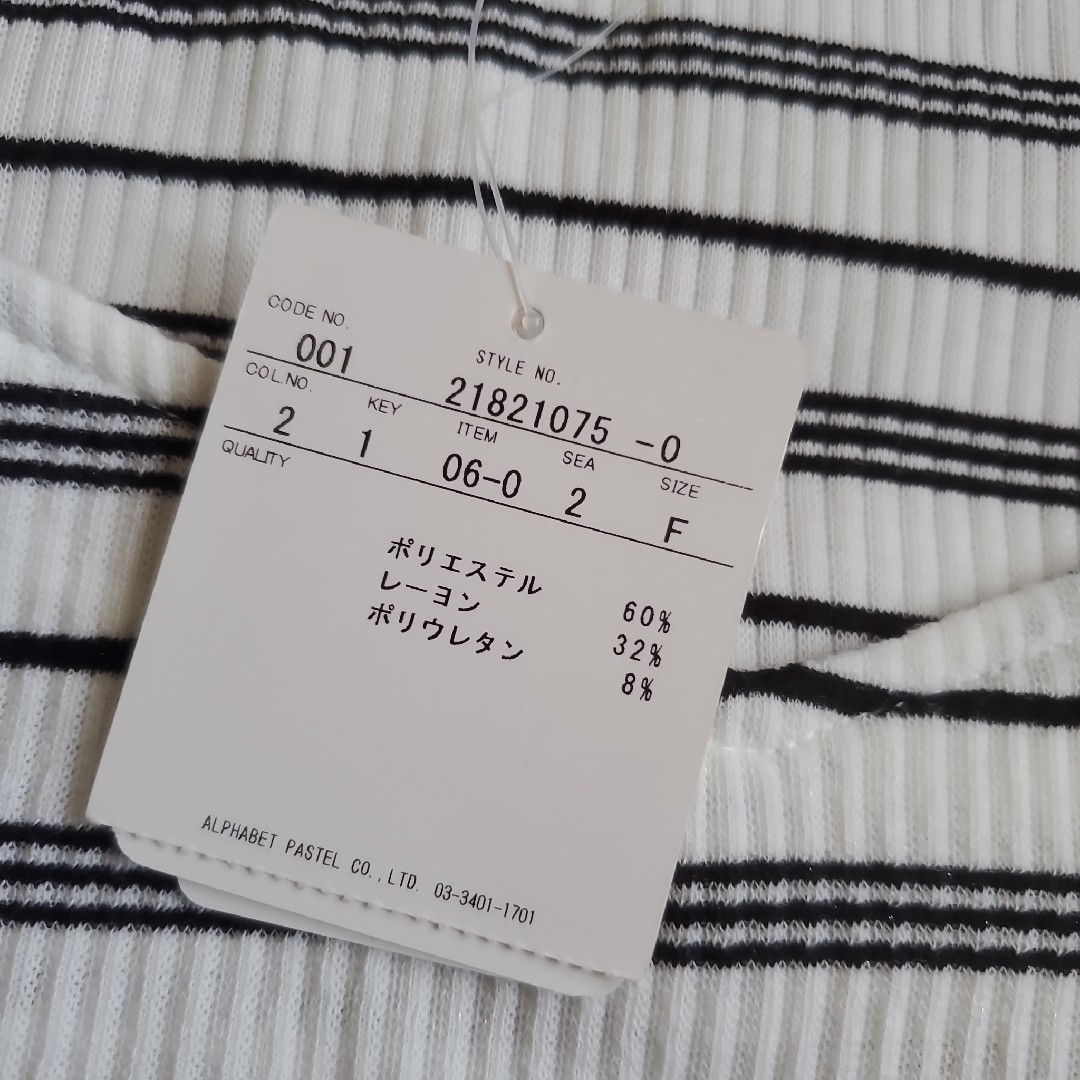 CODE NO. STYLE NO.
001 21821075 -0
COL.NO. KEY ITEM SEA SIZE
2 1 06-0 2 F
QUALITY
ポリエステル 60%
レーヨン 32%
ポリウレタン 8%
ALPHABET PASTEL CO.,LTD. 03-3401-1701